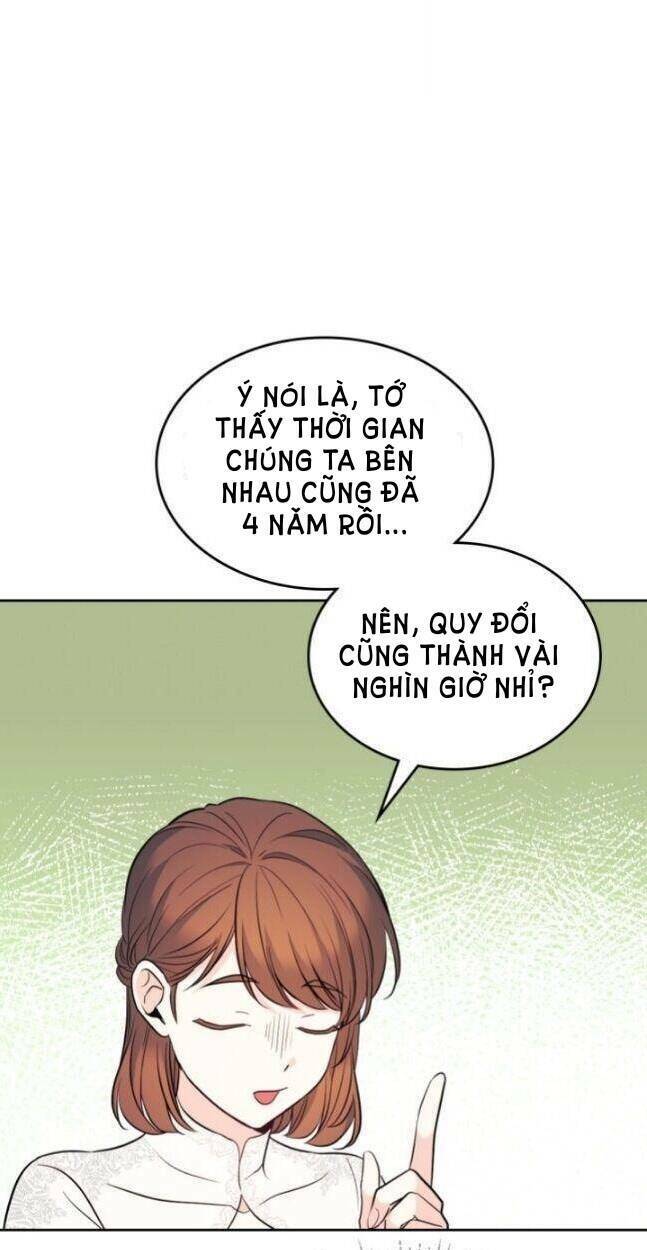 Ý NÓI LÀ, TỚ
THẤY THỜI GIAN
CHÚNG TA BÊN
NHAU CŨNG ĐÃ
4 NĂM RỒI...
NÊN, QUY ĐỔI
CŨNG THÀNH VÀI
NGHÌN GIỜ NHỈ?